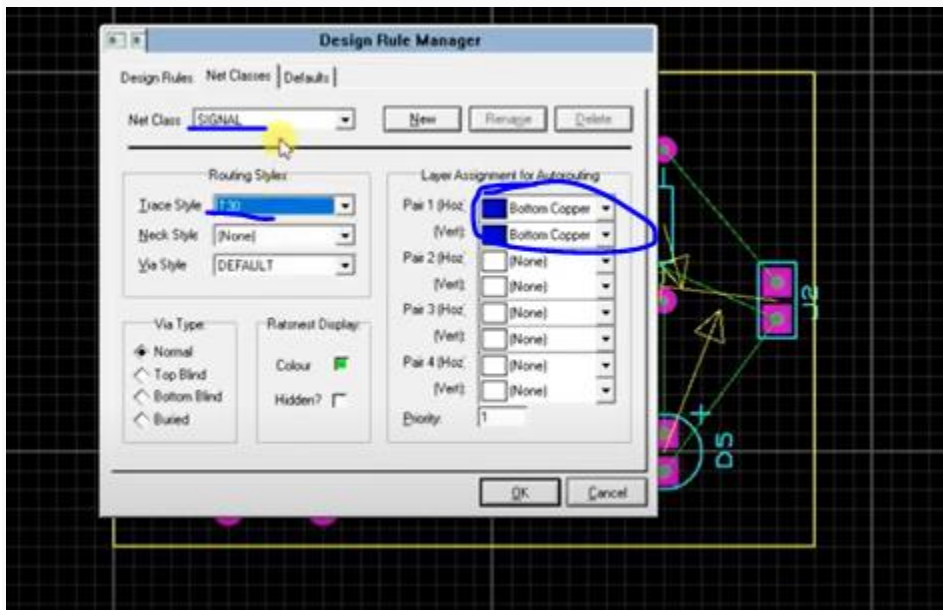 Design Rule Manager
Design Rules Net Classes Defaults
Net Class SIGNAL New Rename Delete
Routing Styles
Trace Style T30
Neck Style (None)
Via Style DEFAULT
Via Type
Normal
Top Blind
Bottom Blind
Buried
Ratsnest Display
Colour
Hidden?
Layer Assignment for Autorouting
Pair 1 (Hoz Bottom Copper
(Vert) Bottom Copper
Pair 2 (Hoz (None)
(Vert) (None)
Pair 3 (Hoz (None)
(Vert) (None)
Pair 4 (Hoz (None)
(Vert) (None)
Priority 1
OK Cancel
J2
D5